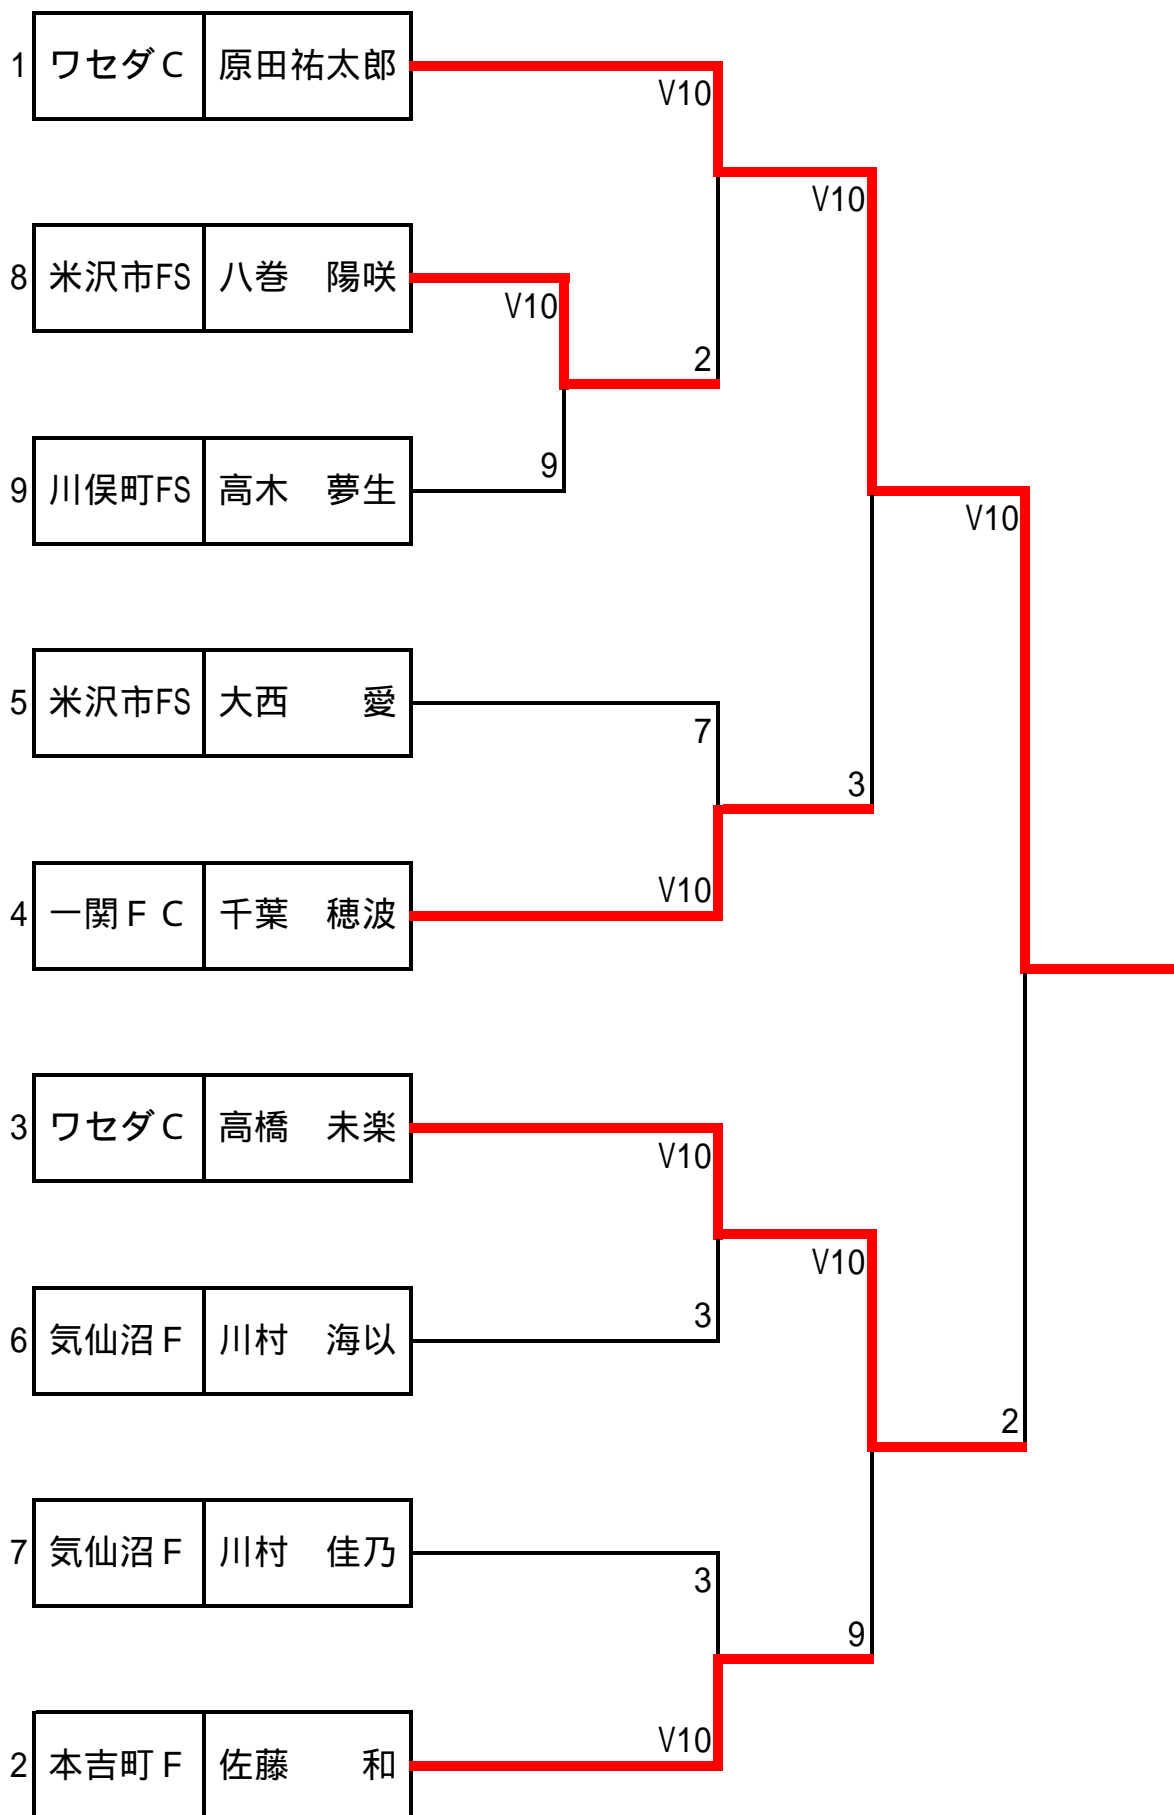 1 ワセダC 原田祐太郎
V10
V10
8 米沢市FS 八巻　陽咲
V10
2
9 川俣町FS 高木　夢生
9
V10
5 米沢市FS 大西　　愛
7
3
4 一関FC 千葉　穂波
V10
3 ワセダC 高橋　未楽
V10
V10
6 気仙沼F 川村　海以
3
2
7 気仙沼F 川村　佳乃
3
9
2 本吉町F 佐藤　　和
V10